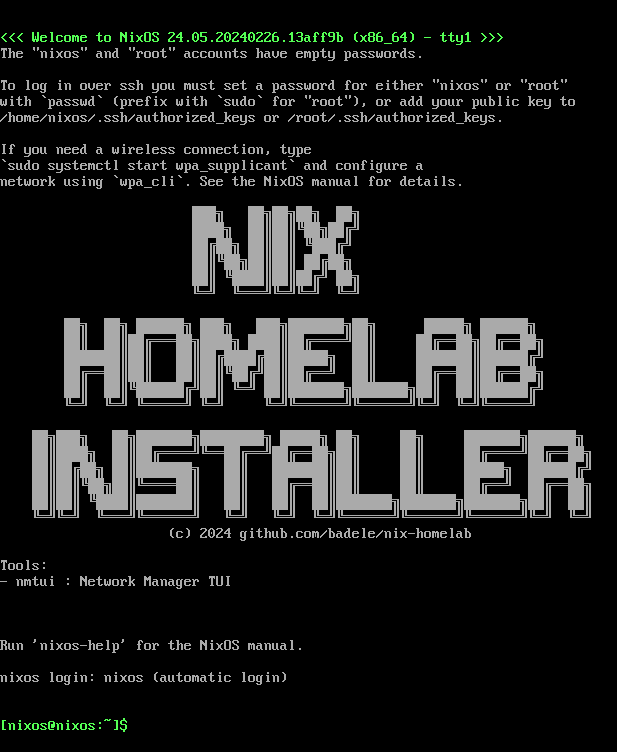 <<< Welcome to NixOS 24.05.20240226.13aff9b (x86_64) - tty1 >>>
The "nixos" and "root" accounts have empty passwords.
To log in over ssh you must set a password for either "nixos" or "root"
with `passwd` (prefix with `sudo` for "root"), or add your public key to
/home/nixos/.ssh/authorized_keys or /root/.ssh/authorized_keys.
If you need a wireless connection, type
`sudo systemctl start wpa_supplicant` and configure a
network using `wpa_cli`. See the NixOS manual for details.
NIX
HOMELAB
INSTALLER
(c) 2024 github.com/badele/nix-homelab
Tools:
- nmtui : Network Manager TUI
Run 'nixos-help' for the NixOS manual.
nixos login: nixos (automatic login)
[nixos@nixos:~]$